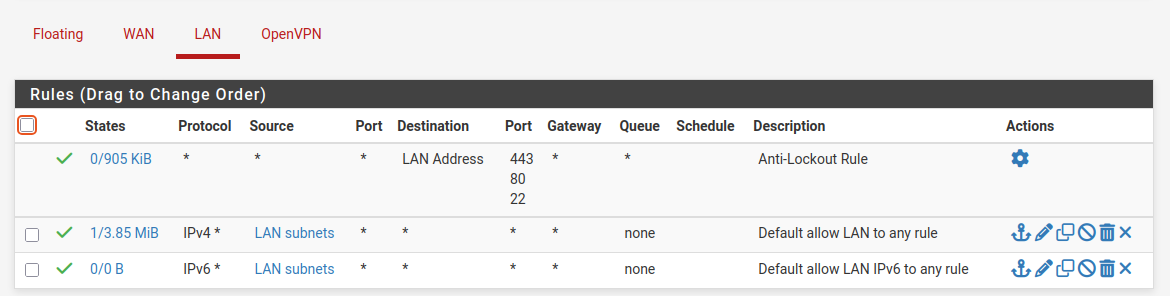 Floating WAN LAN OpenVPN
Rules (Drag to Change Order)
States Protocol Source Port Destination Port Gateway Queue Schedule Description Actions
0/905 KiB * * * LAN Address 443 * * Anti-Lockout Rule
80
22
1/3.85 MiB IPv4 * LAN subnets * * * * none Default allow LAN to any rule
0/0 B IPv6 * LAN subnets * * * * none Default allow LAN IPv6 to any rule